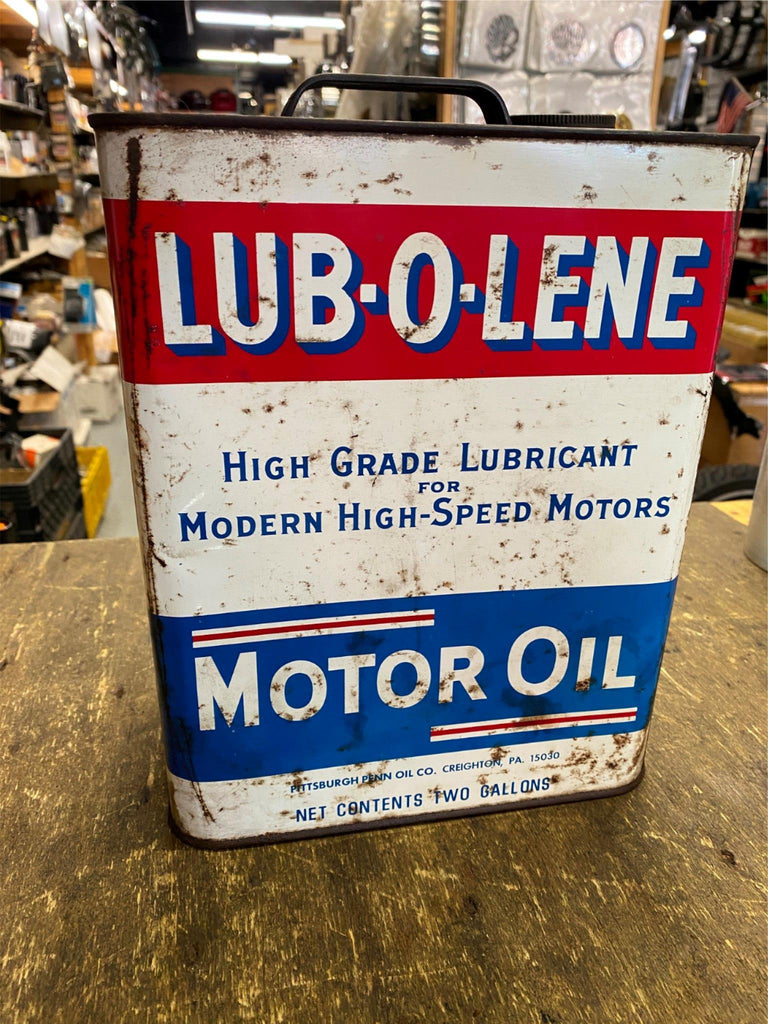 LUB·O·LENE
HIGH GRADE LUBRICANT
FOR
MODERN HIGH-SPEED MOTORS
MOTOR OIL
PITTSBURGH PENN OIL CO. CREIGHTON, PA. 15030
NET CONTENTS TWO GALLONS